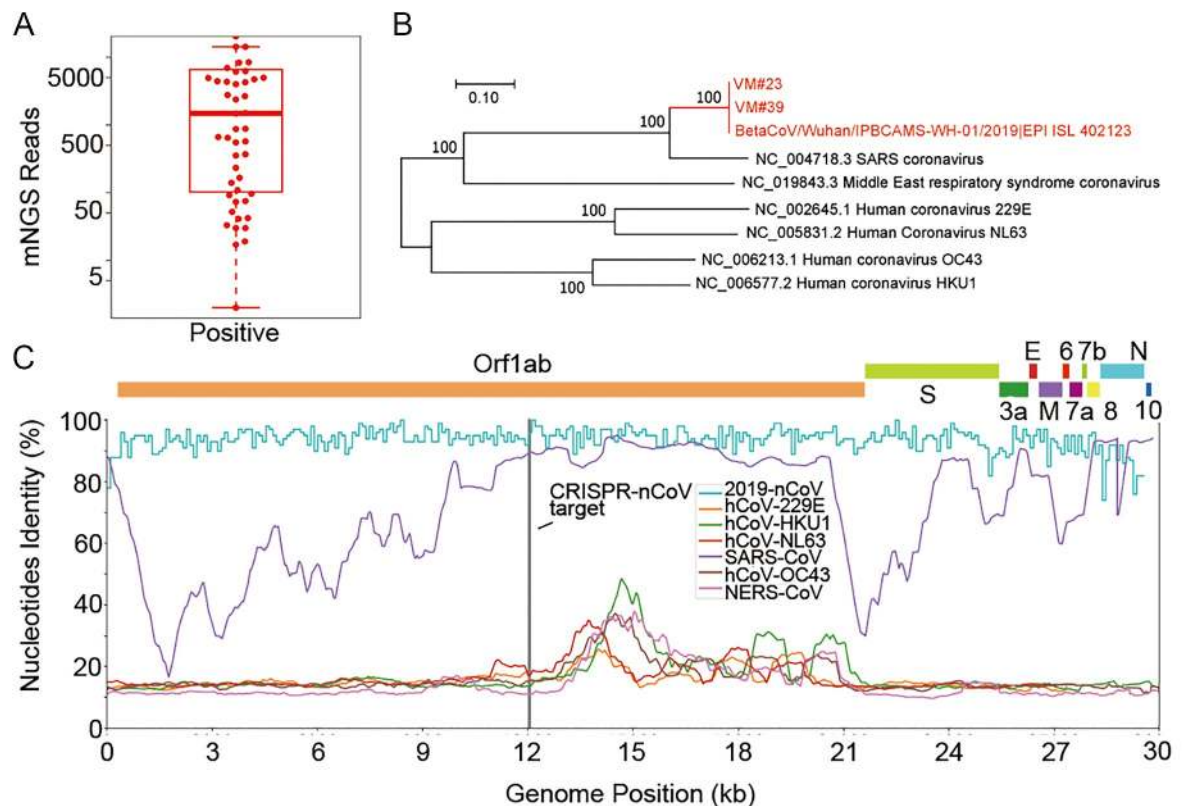 A
mNGS Reads
5000
500
50
5
Positive
B
0.10
100
100
100
100
VM#23
VM#39
BetaCoV/Wuhan/IPBCAMS-WH-01/2019|EPI ISL 402123
NC_004718.3 SARS coronavirus
NC_019843.3 Middle East respiratory syndrome coronavirus
NC_002645.1 Human coronavirus 229E
NC_005831.2 Human Coronavirus NL63
NC_006213.1 Human coronavirus OC43
NC_006577.2 Human coronavirus HKU1
C
Orf1ab
S
E
6
7b
N
3a
M
7a
8
10
Nucleotides Identity (%)
100
80
60
40
20
0
CRISPR-nCoV
target
2019-nCoV
hCoV-229E
hCoV-HKU1
hCoV-NL63
SARS-CoV
hCoV-OC43
NERS-CoV
0
3
6
9
12
15
18
21
24
27
30
Genome Position (kb)